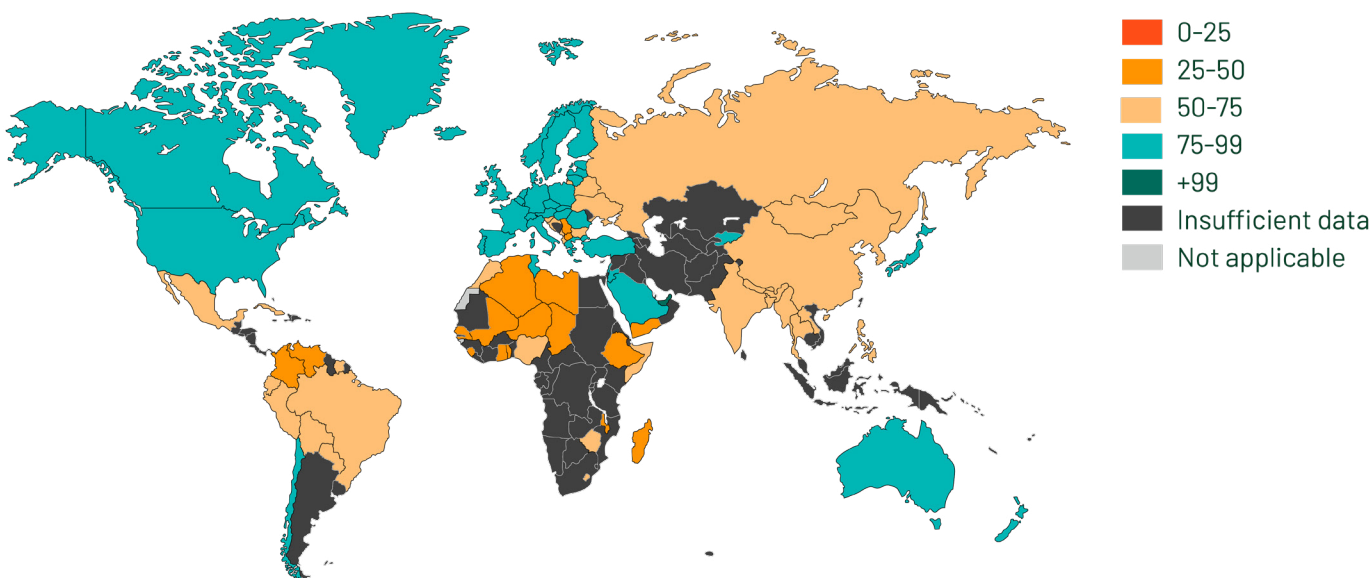 0-25
25-50
50-75
75-99
+99
Insufficient data
Not applicable